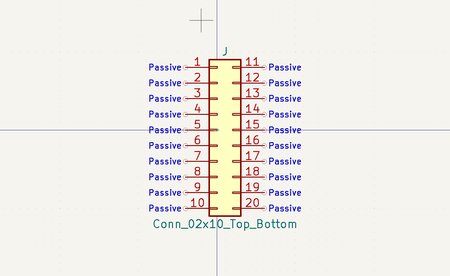 J
Passive 1 11 Passive
Passive 2 12 Passive
Passive 3 13 Passive
Passive 4 14 Passive
Passive 5 15 Passive
Passive 6 16 Passive
Passive 7 17 Passive
Passive 8 18 Passive
Passive 9 19 Passive
Passive 10 20 Passive
Conn_02x10_Top_Bottom